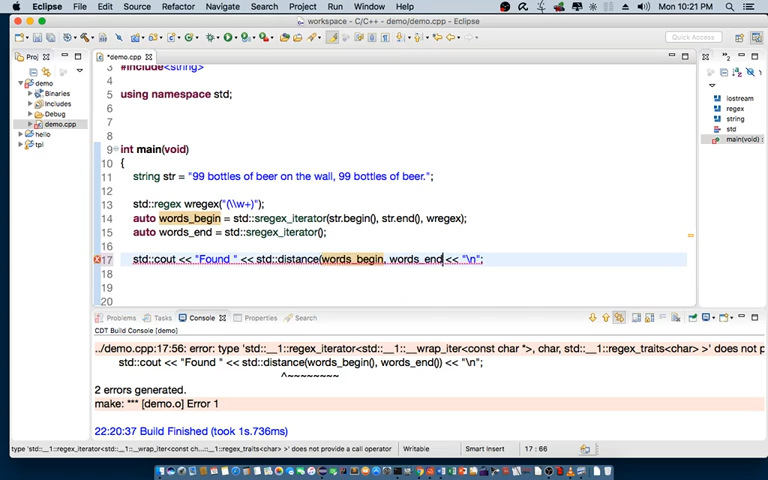 Eclipse File Edit Source Refactor Navigate Search Project Run Window Help Mon 10:21 PM
workspace - C/C++ - demo/demo.cpp - Eclipse
Quick Access
Proj
*demo.cpp
demo
Binaries
Includes
Debug
demo.cpp
hello
tpl
3 #include<string>
4
5 using namespace std;
6
7
8
9 int main(void)
10 {
11 string str = "99 bottles of beer on the wall, 99 bottles of beer.";
12
13 std::regex wregex("(\\w+)");
14 auto words_begin = std::sregex_iterator(str.begin(), str.end(), wregex);
15 auto words_end = std::sregex_iterator();
16
17 std::cout << "Found " << std::distance(words_begin, words_end << "\n";
18
19
20
iostream
regex
string
std
main(void)
Problems Tasks Console Properties Search
CDT Build Console [demo]
../demo.cpp:17:56: error: type 'std::__1::regex_iterator<std::__1::__wrap_iter<const char *>, char, std::__1::regex_traits<char> >' does not p
std::cout << "Found " << std::distance(words_begin(), words_end()) << "\n";
^~~~~~~~~
2 errors generated.
make: *** [demo.o] Error 1
22:20:37 Build Finished (took 1s.736ms)
type 'std::__1::regex_iterator<std::__1::__wrap_iter<const ch...::__1::regex_traits<char> >' does not provide a call operator Writable Smart Insert 17 : 66